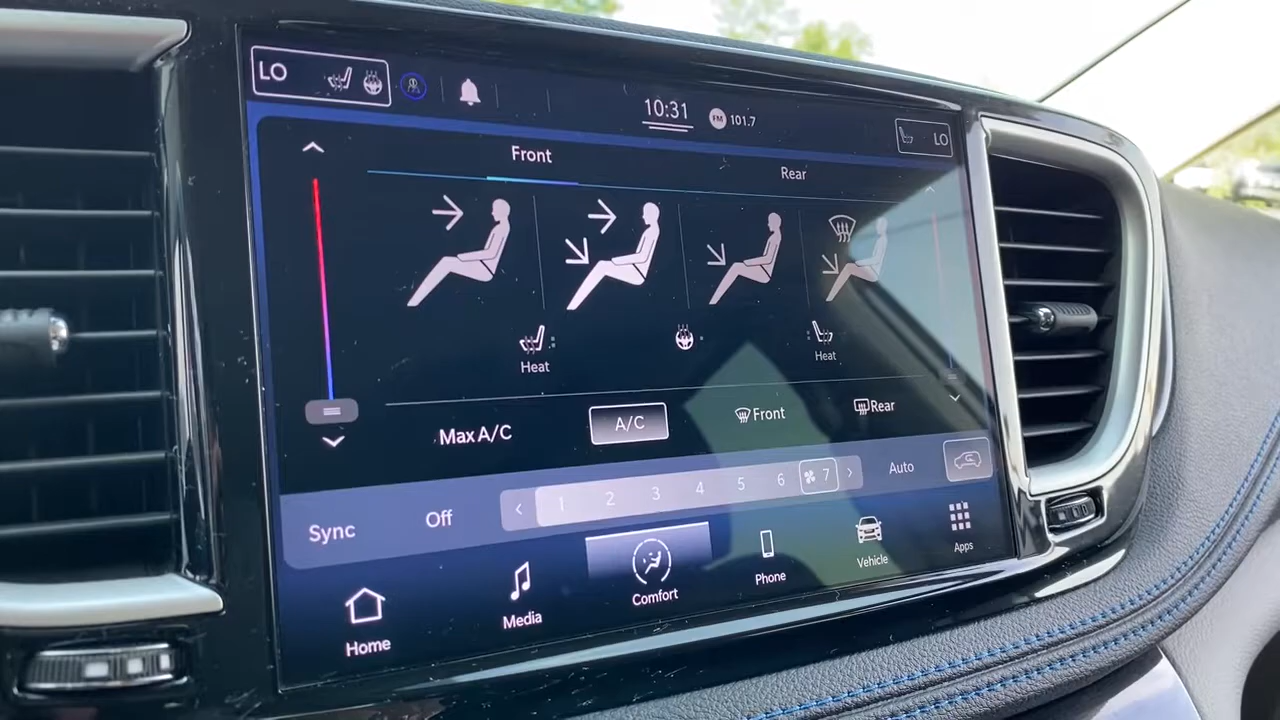 LO
10:31
FM 101.7
LO
Front
Rear
Heat
Heat
Max A/C
A/C
Front
Rear
1 2 3 4 5 6 7
Auto
Sync
Off
Home
Media
Comfort
Phone
Vehicle
Apps